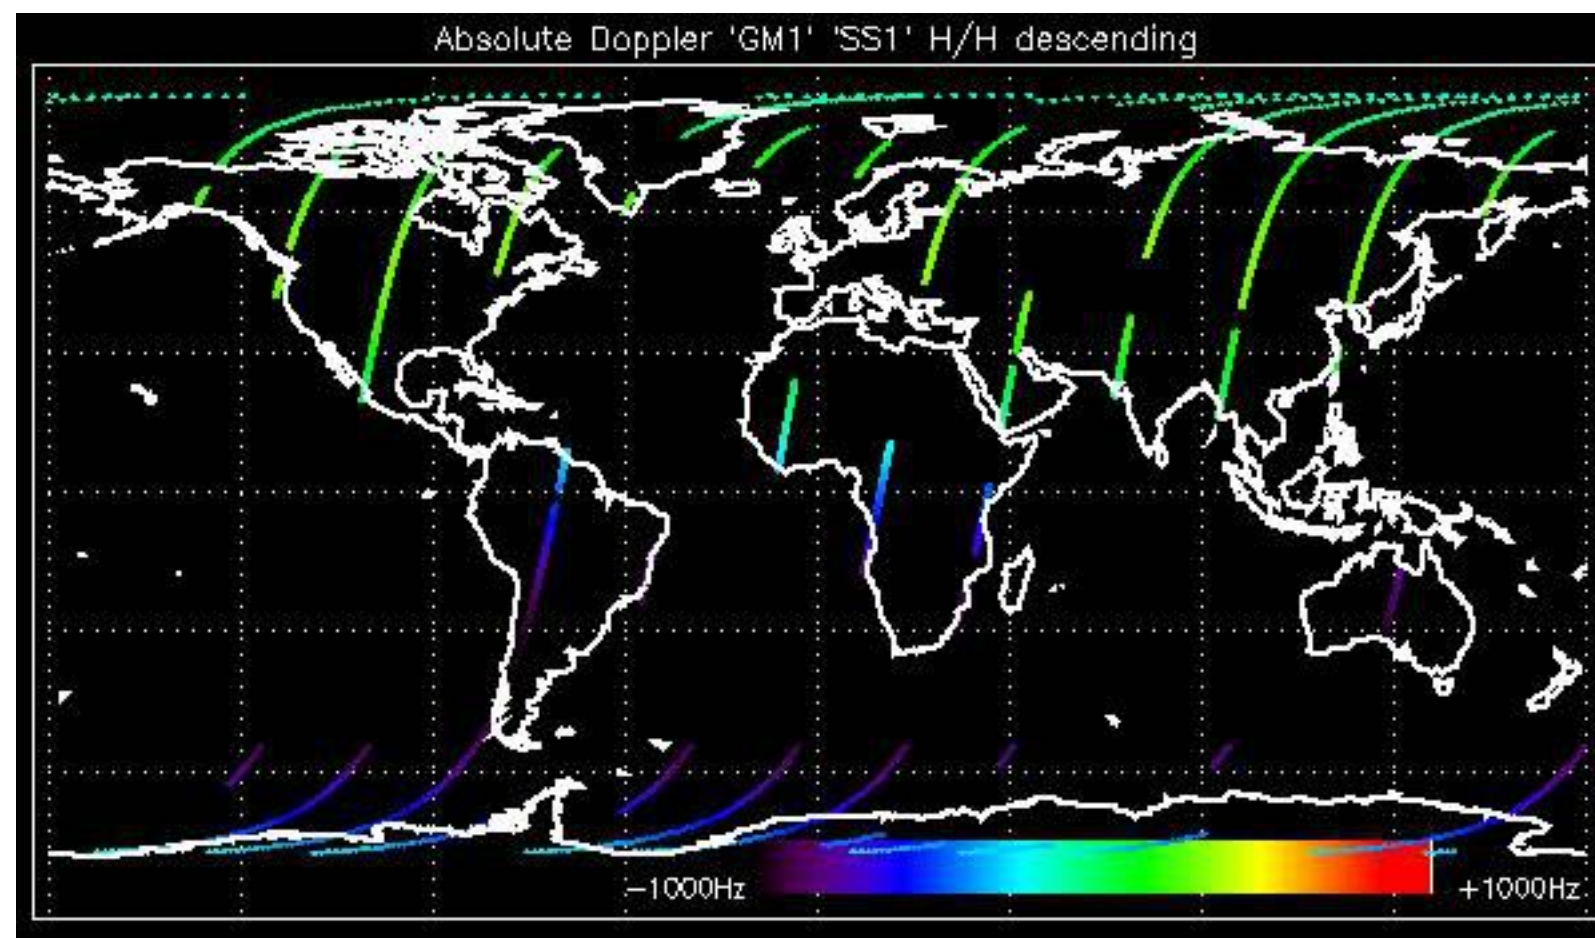 Absolute Doppler 'GM1' 'SS1' H/H descending
-1000Hz
+1000Hz